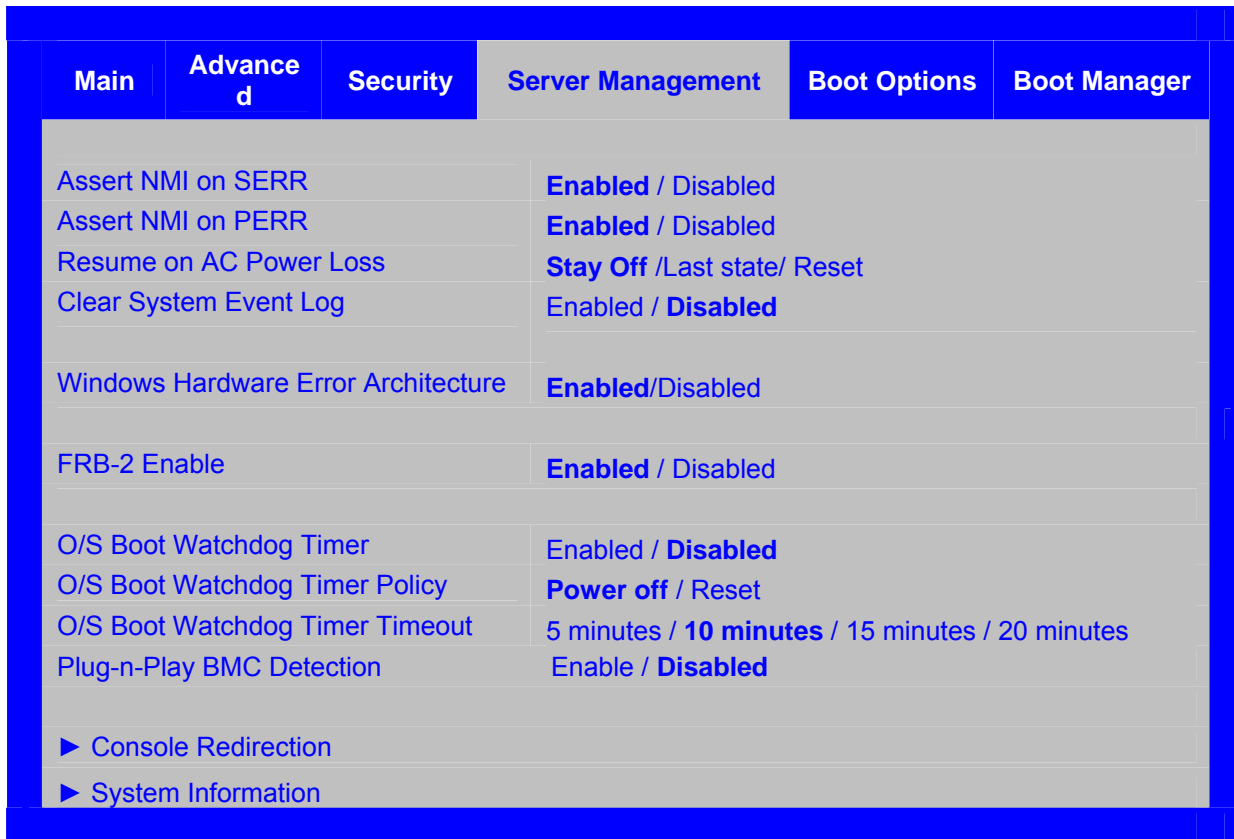 Main Advance
d Security Server Management Boot Options Boot Manager
Assert NMI on SERR Enabled / Disabled
Assert NMI on PERR Enabled / Disabled
Resume on AC Power Loss Stay Off /Last state/ Reset
Clear System Event Log Enabled / Disabled
Windows Hardware Error Architecture Enabled/Disabled
FRB-2 Enable Enabled / Disabled
O/S Boot Watchdog Timer Enabled / Disabled
O/S Boot Watchdog Timer Policy Power off / Reset
O/S Boot Watchdog Timer Timeout 5 minutes / 10 minutes / 15 minutes / 20 minutes
Plug-n-Play BMC Detection Enable / Disabled
► Console Redirection
► System Information